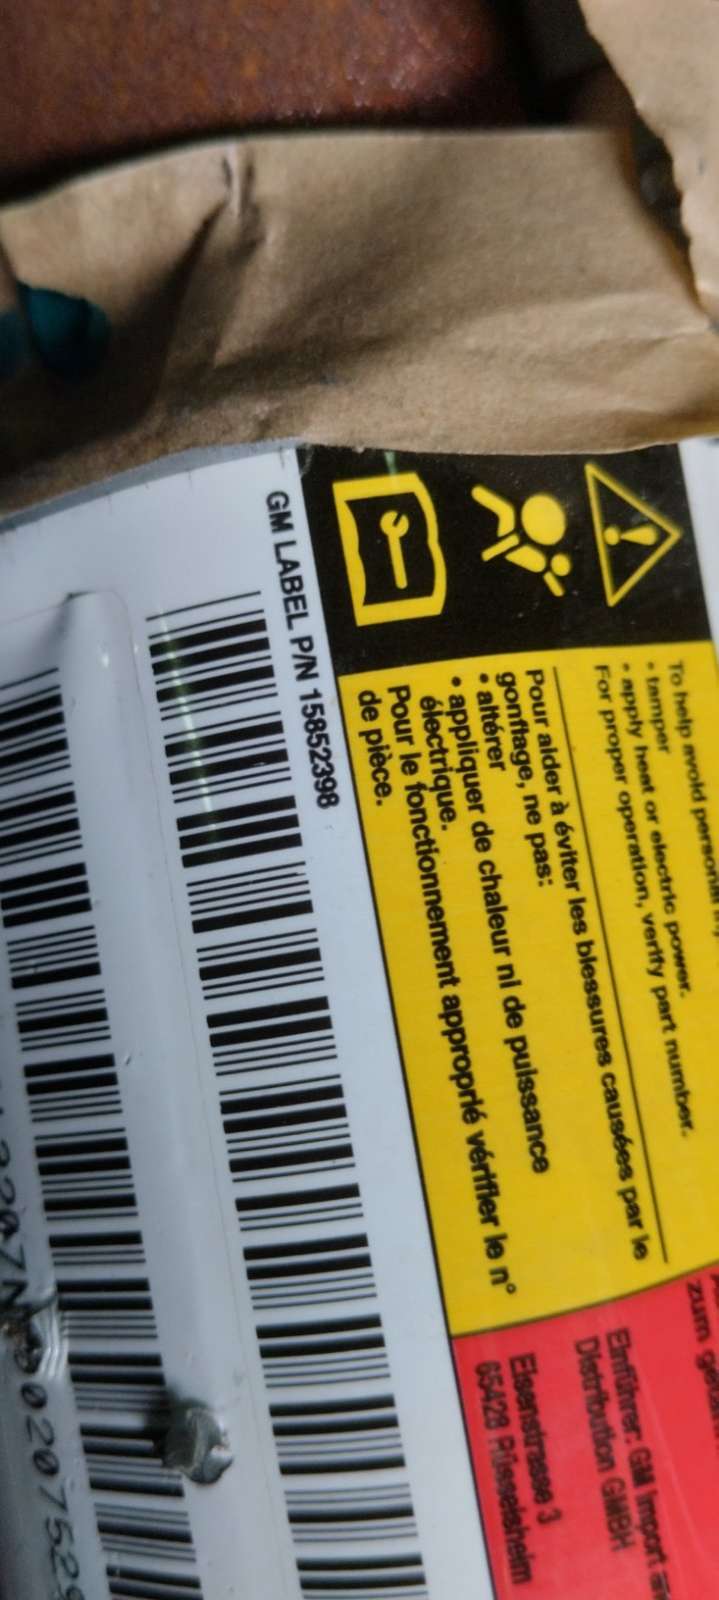 To help avoid personal
• tamper
• apply heat or electric power.
For proper operation, verify part number.
Pour aider à éviter les blessures causées par le
gonflage, ne pas:
• altérer
• appliquer de chaleur ni de puissance
électrique.
Pour le fonctionnement approprié vérifier le n°
de pièce.
zum
Einführer: GM Import
Distribution GMBH
Eisenstrasse 3
65428 Rüsselsheim
GM LABEL P/N 15852398